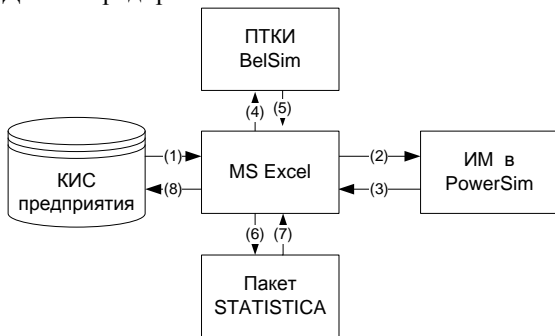 ПТКИ
BelSim
(4)
(5)
КИС
предприятия
(1)
(8)
MS Excel
(2)
(3)
ИМ в
PowerSim
(6)
(7)
Пакет
STATISTICA